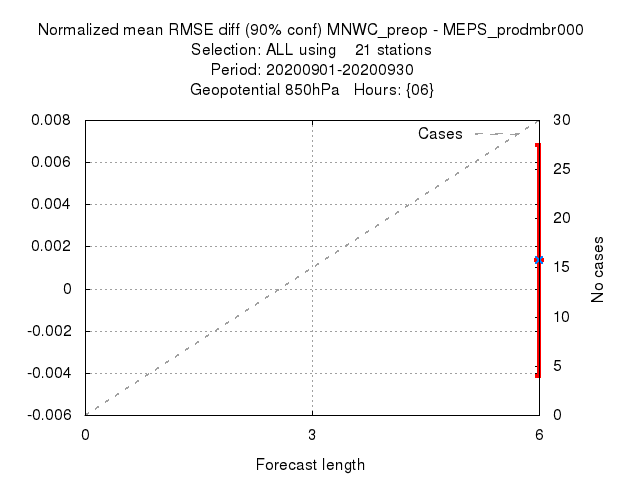 Normalized mean RMSE diff (90% conf) MNWC_preop - MEPS_prodmbr000
Selection: ALL using    21 stations
Period: 20200901-20200930
Geopotential 850hPa   Hours: {06}
0.008
0.006
0.004
0.002
0
-0.002
-0.004
-0.006
Cases
30
25
20
15
10
5
0
No cases
0 3 6
Forecast length